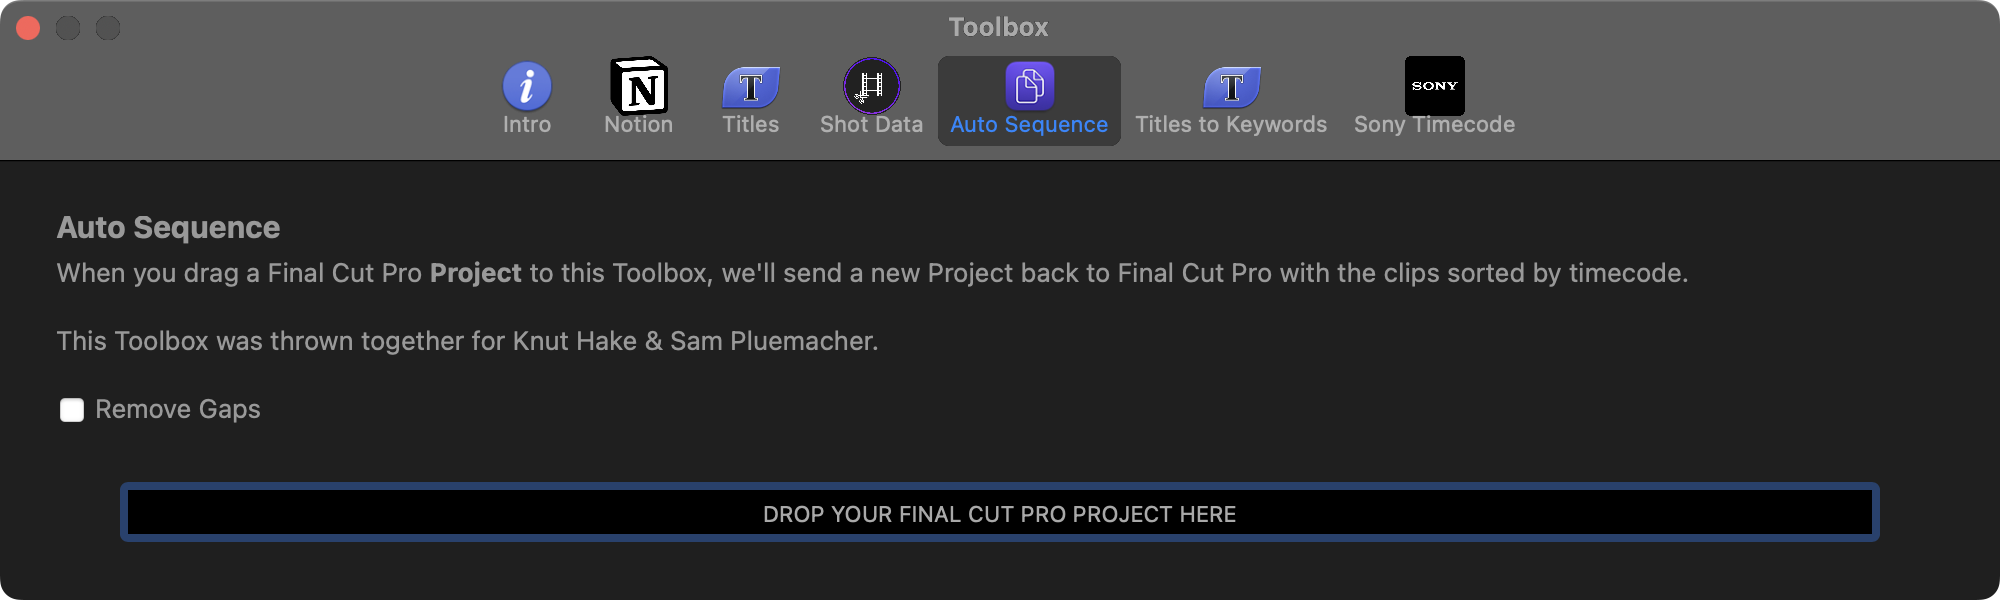 Toolbox
Intro
Notion
Titles
Shot Data
Auto Sequence
Titles to Keywords
Sony Timecode
i
N
T
T
SONY
Auto Sequence
When you drag a Final Cut Pro Project to this Toolbox, we'll send a new Project back to Final Cut Pro with the clips sorted by timecode.
This Toolbox was thrown together for Knut Hake & Sam Pluemacher.
Remove Gaps
DROP YOUR FINAL CUT PRO PROJECT HERE